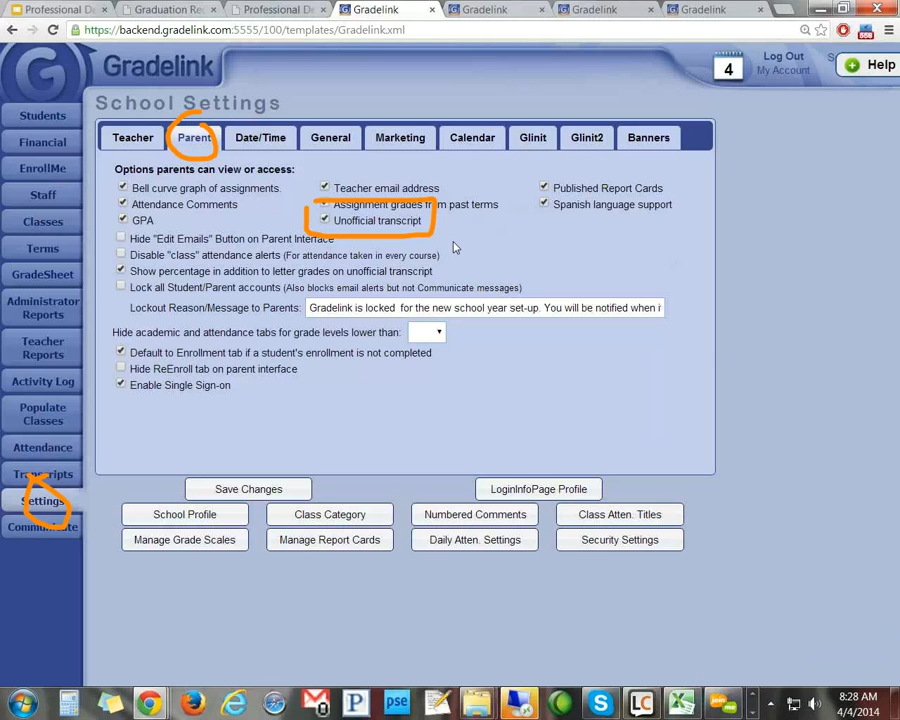 Professional De
Graduation Rec
Professional D
Gradelink
Gradelink
Gradelink
Gradelink
https://backend.gradelink.com:5555/100/templates/Gradelink.xml
Gradelink
4
Log Out
My Account
Help
School Settings
Students
Financial
EnrollMe
Staff
Classes
Terms
GradeSheet
Administrator
Reports
Teacher
Reports
Activity Log
Populate
Classes
Attendance
Transcripts
Settings
Communicate
Teacher Parent Date/Time General Marketing Calendar Glinit Glinit2 Banners
Options parents can view or access:
Bell curve graph of assignments. Teacher email address Published Report Cards
Attendance Comments Assignment grades from past terms Spanish language support
GPA Unofficial transcript
Hide "Edit Emails" Button on Parent Interface
Disable "class" attendance alerts (For attendance taken in every course)
Show percentage in addition to letter grades on unofficial transcript
Lock all Student/Parent accounts (Also blocks email alerts but not Communicate messages)
Lockout Reason/Message to Parents: Gradelink is locked for the new school year set-up. You will be notified when i
Hide academic and attendance tabs for grade levels lower than:
Default to Enrollment tab if a student's enrollment is not completed
Hide ReEnroll tab on parent interface
Enable Single Sign-on
Save Changes LoginInfoPage Profile
School Profile Class Category Numbered Comments Class Atten. Titles
Manage Grade Scales Manage Report Cards Daily Atten. Settings Security Settings
pse
LC
join.me
8:28 AM
4/4/2014